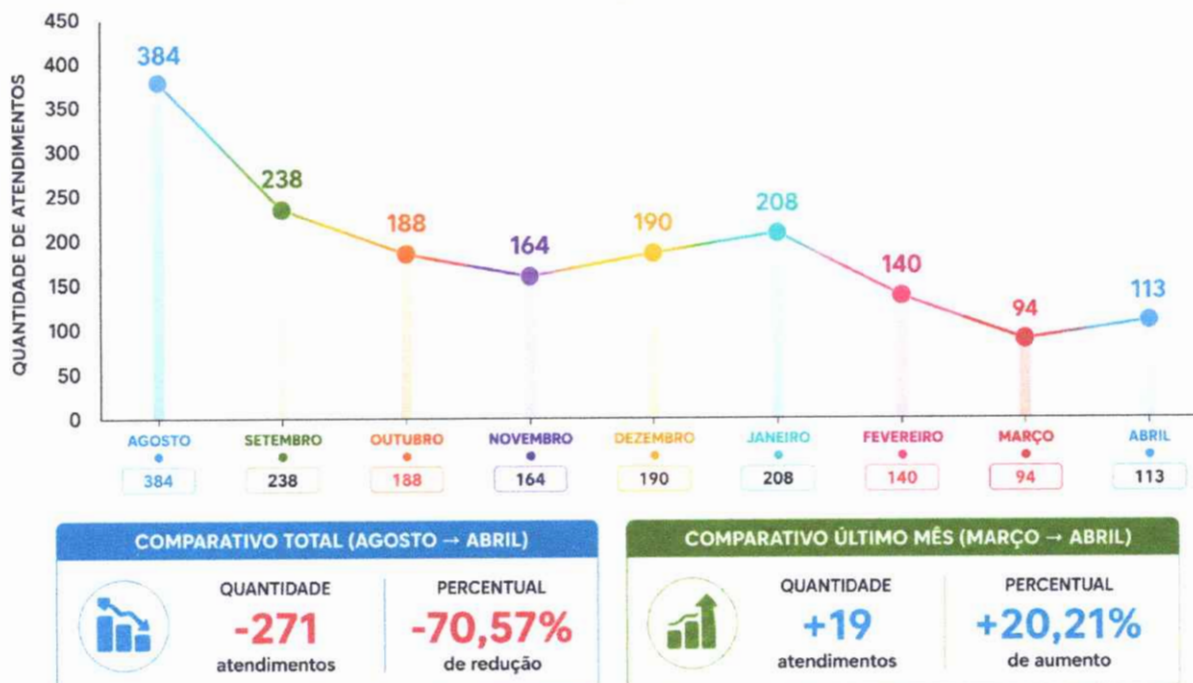 QUANTIDADE DE ATENDIMENTOS
450
400
350
300
250
200
150
100
50
0
384
238
188
164
190
208
140
94
113
AGOSTO SETEMBRO OUTUBRO NOVEMBRO DEZEMBRO JANEIRO FEVEREIRO MARÇO ABRIL
384 238 188 164 190 208 140 94 113
COMPARATIVO TOTAL (AGOSTO → ABRIL)
QUANTIDADE
-271
atendimentos
PERCENTUAL
-70,57%
de redução
COMPARATIVO ÚLTIMO MÊS (MARÇO → ABRIL)
QUANTIDADE
+19
atendimentos
PERCENTUAL
+20,21%
de aumento